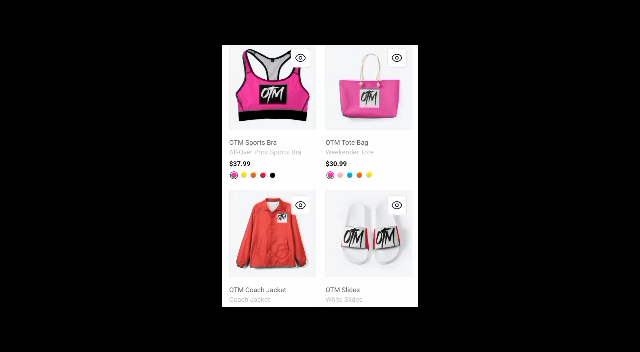 OTM
OTM
OTM Sports Bra
All-Over Print Sports Bra
$37.99
OTM Tote Bag
Weekender Tote
$30.99
OTM
OTM
OTM
OTM Coach Jacket
Coach Jacket
OTM Slides
White Slides